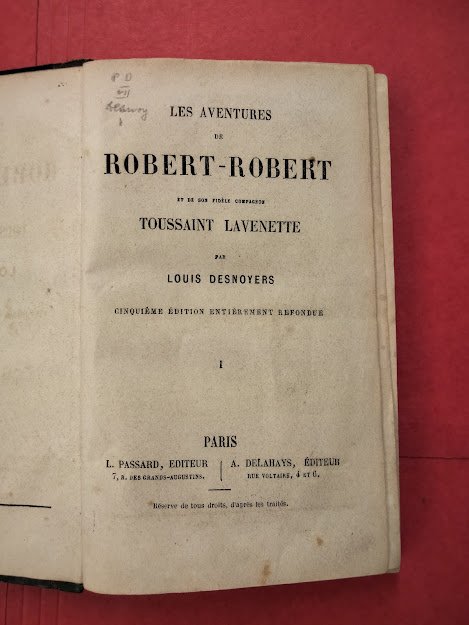 P D
VII
LES AVENTURES
DE
ROBERT-ROBERT
ET DE SON FIDÈLE COMPAGNON
TOUSSAINT LAVENETTE
PAR
LOUIS DESNOYERS
CINQUIÈME ÉDITION ENTIÈREMENT REFONDUE
I
PARIS
L. PASSARD, EDITEUR
7, R. DES GRANDS-AUGUSTINS.
A. DELAHAYS, ÉDITEUR
RUE VOLTAIRE, 4 ET 6.
Réserve de tous droits, d'après les traités.